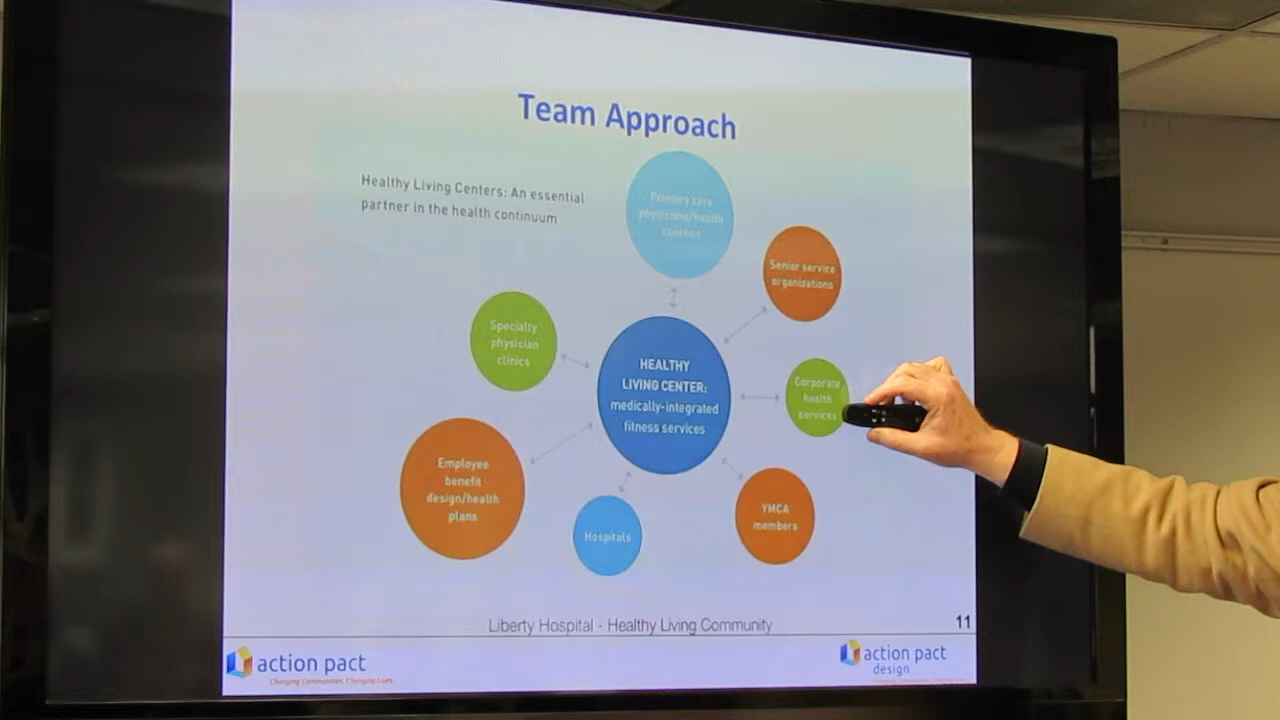 Team Approach
Healthy Living Centers: An essential
partner in the health continuum
Primary care
physicians/health
coaches
Senior service
organizations
Specialty
physician
clinics
HEALTHY
LIVING CENTER:
medically-integrated
fitness services
Corporate
health
services
Employee
benefit
design/health
plans
YMCA
members
Hospitals
Liberty Hospital - Healthy Living Community
11
action pact
Changing Communities. Changing Lives.
action pact
design